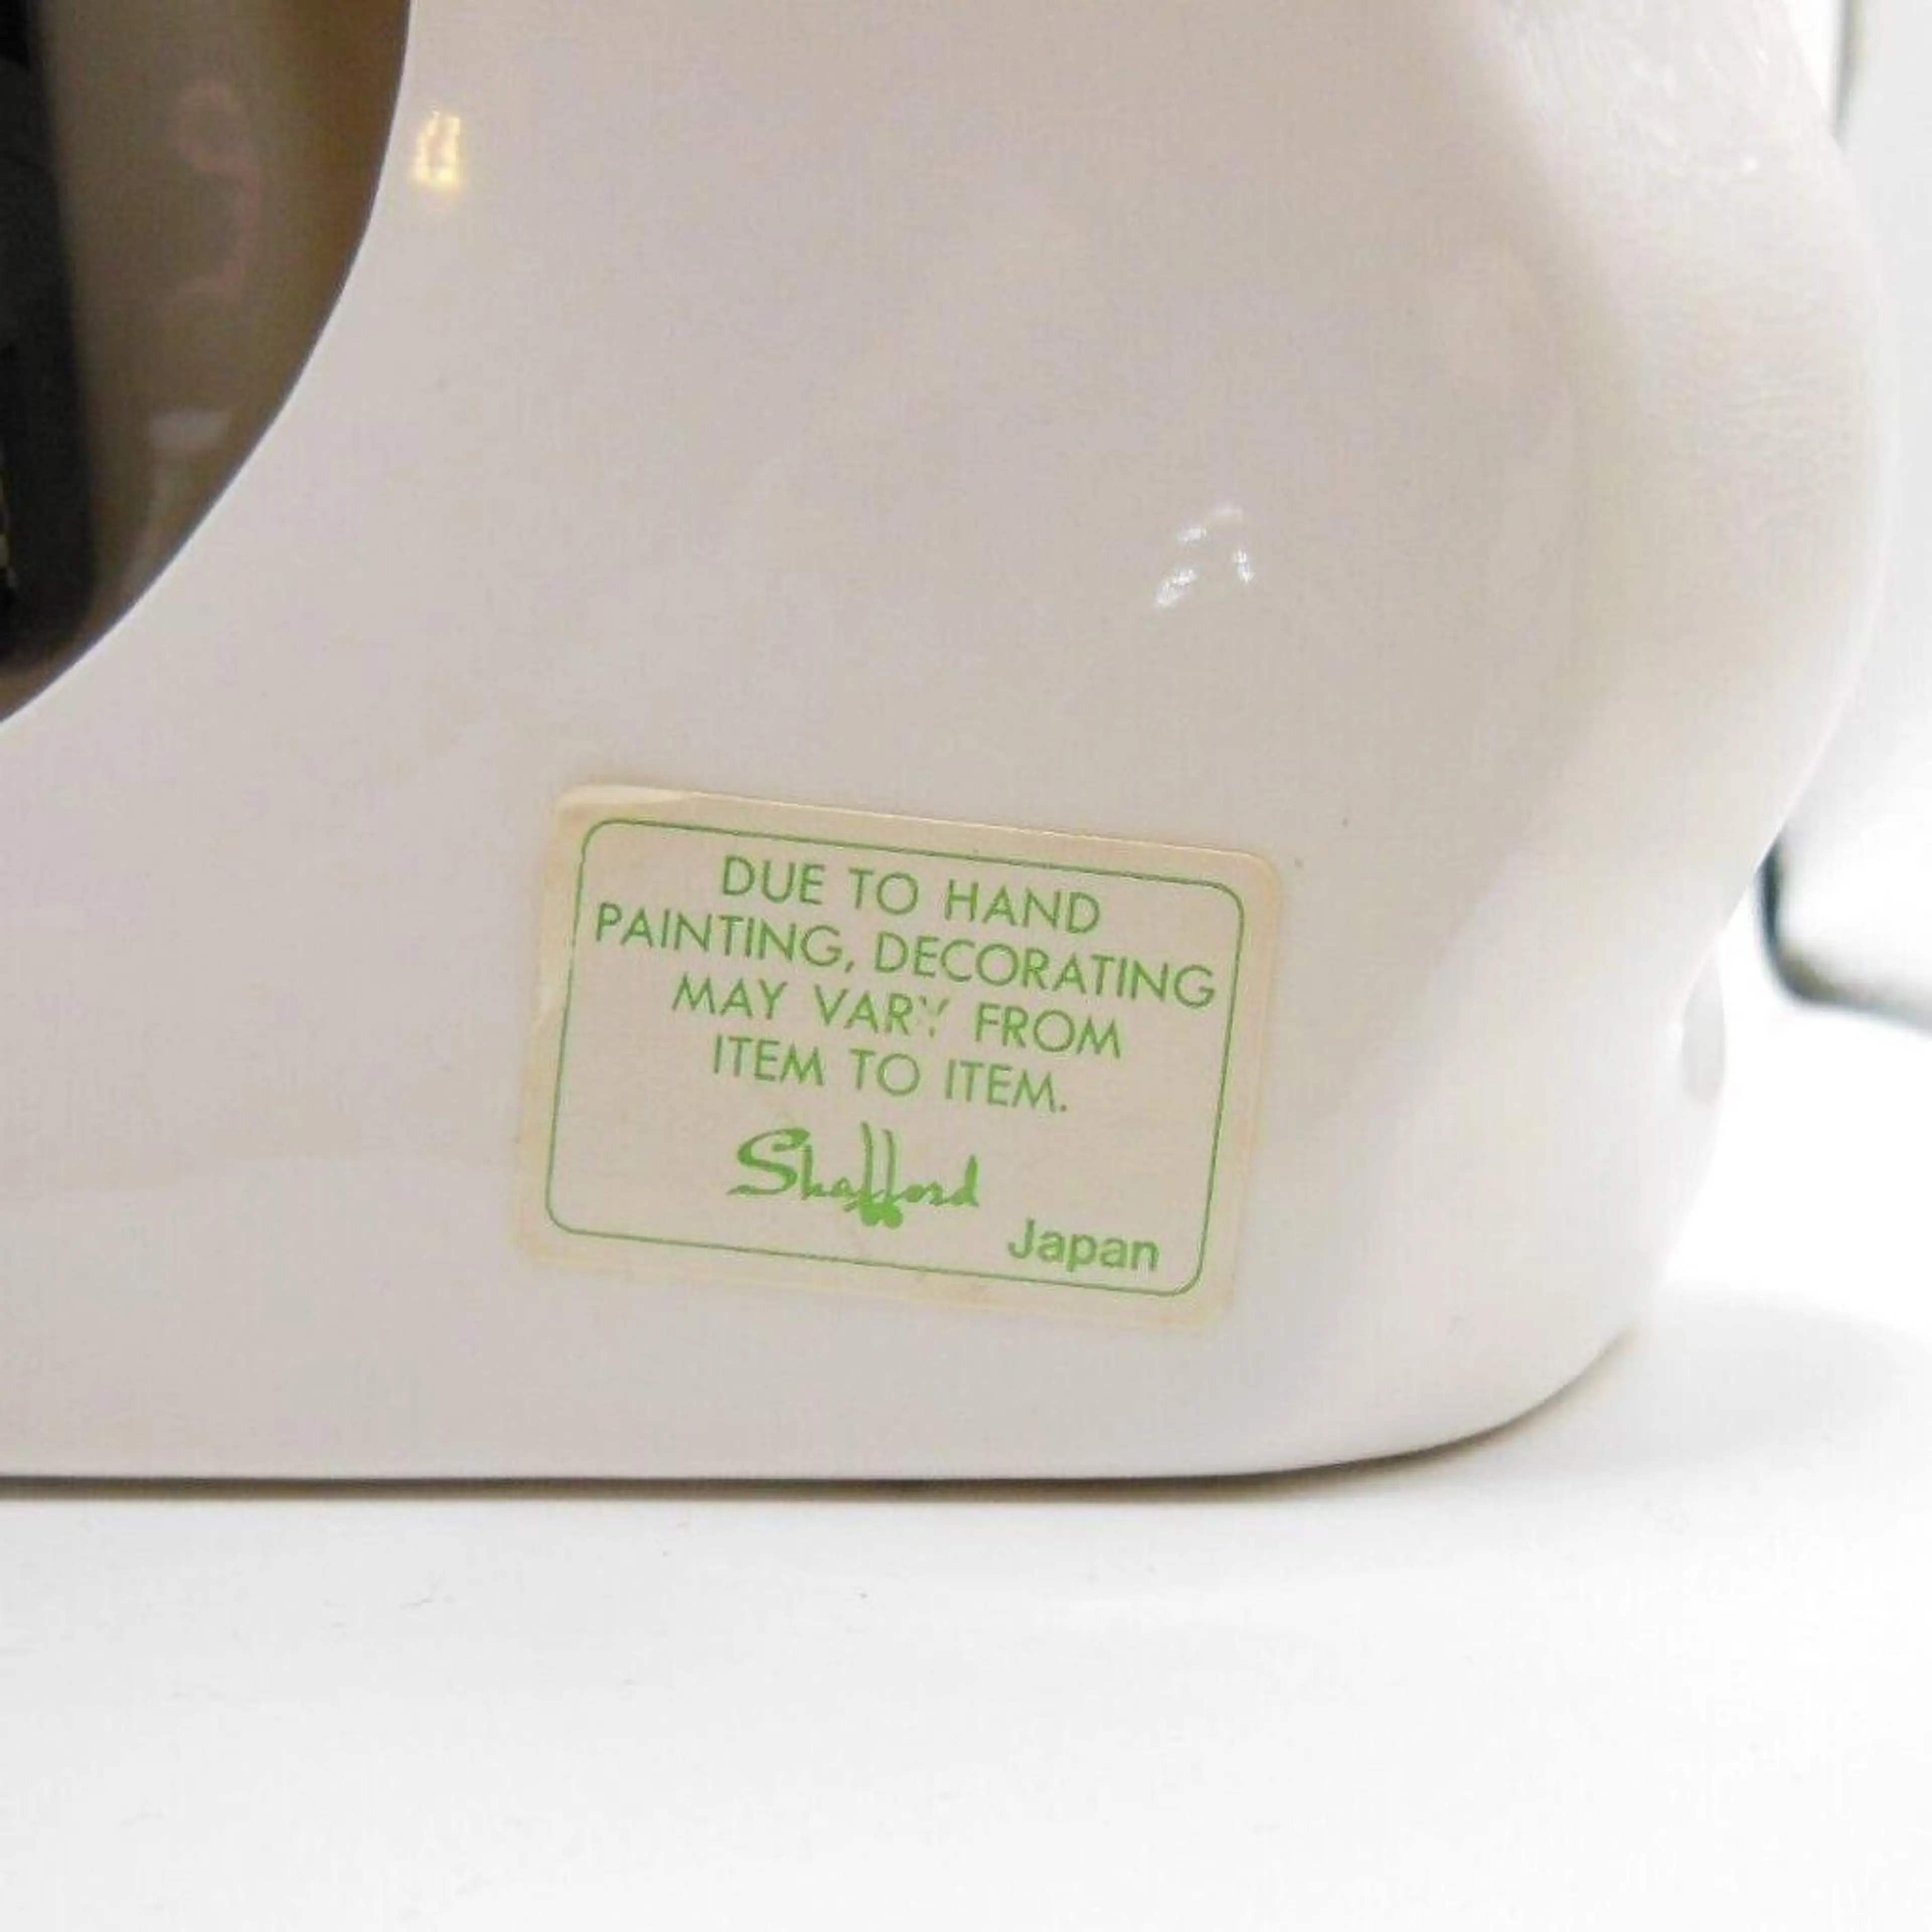 DUE TO HAND
PAINTING, DECORATING
MAY VARY FROM
ITEM TO ITEM.
Shafford
Japan